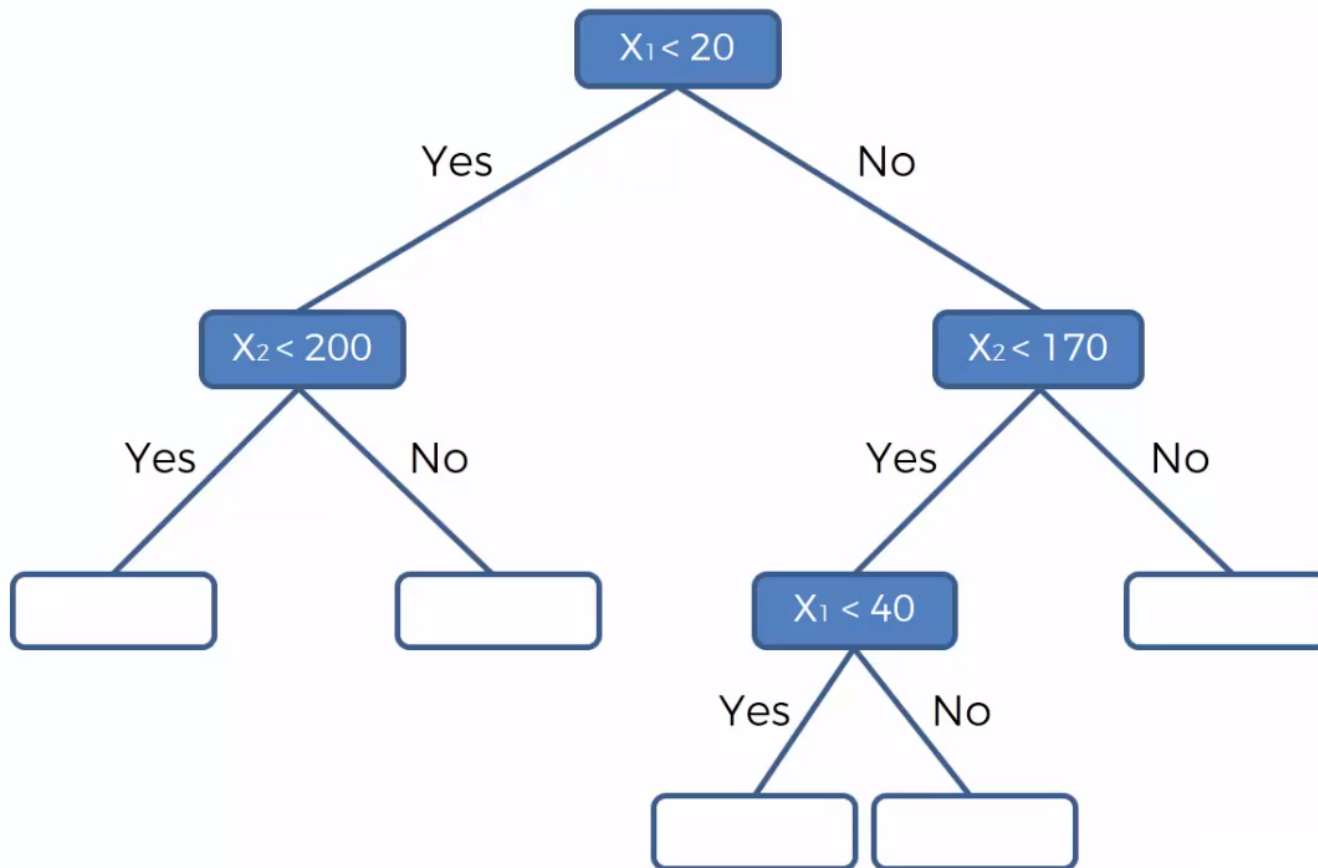 X₁ < 20
Yes
No
X₂ < 200
X₂ < 170
Yes
No
Yes
No
X₁ < 40
Yes
No